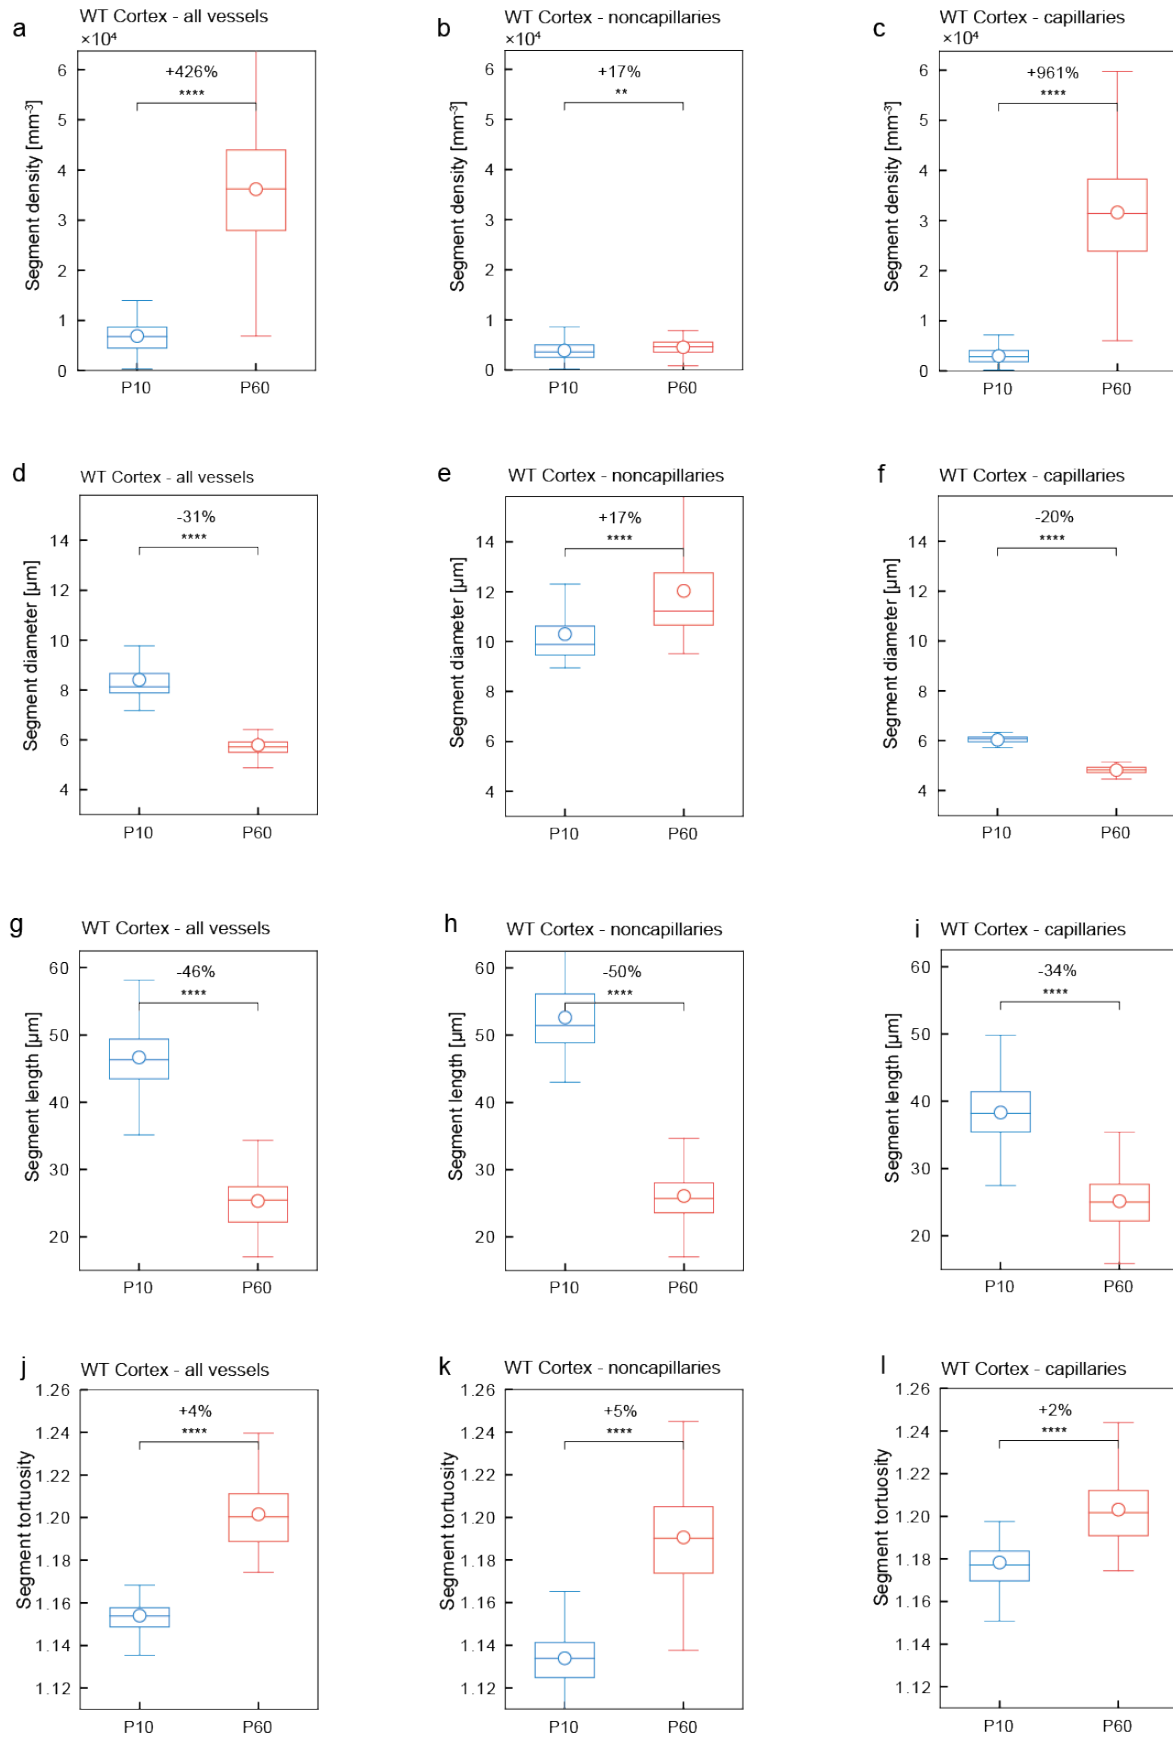 a
WT Cortex - all vessels
×10⁴
Segment density [mm⁻³]
6
5
4
3
2
1
0
+426%
****
P10
P60
b
WT Cortex - noncapillaries
×10⁴
Segment density [mm⁻³]
6
5
4
3
2
1
0
+17%
**
P10
P60
c
WT Cortex - capillaries
×10⁴
Segment density [mm⁻³]
6
5
4
3
2
1
0
+961%
****
P10
P60
d
WT Cortex - all vessels
Segment diameter [µm]
14
12
10
8
6
4
-31%
****
P10
P60
e
WT Cortex - noncapillaries
Segment diameter [µm]
14
12
10
8
6
4
+17%
****
P10
P60
f
WT Cortex - capillaries
Segment diameter [µm]
14
12
10
8
6
4
-20%
****
P10
P60
g
WT Cortex - all vessels
Segment length [µm]
60
50
40
30
20
-46%
****
P10
P60
h
WT Cortex - noncapillaries
Segment length [µm]
60
50
40
30
20
-50%
****
P10
P60
i
WT Cortex - capillaries
Segment length [µm]
60
50
40
30
20
-34%
****
P10
P60
j
WT Cortex - all vessels
Segment tortuosity
1.26
1.24
1.22
1.20
1.18
1.16
1.14
1.12
+4%
****
P10
P60
k
WT Cortex - noncapillaries
Segment tortuosity
1.26
1.24
1.22
1.20
1.18
1.16
1.14
1.12
+5%
****
P10
P60
l
WT Cortex - capillaries
Segment tortuosity
1.26
1.24
1.22
1.20
1.18
1.16
1.14
1.12
+2%
****
P10
P60